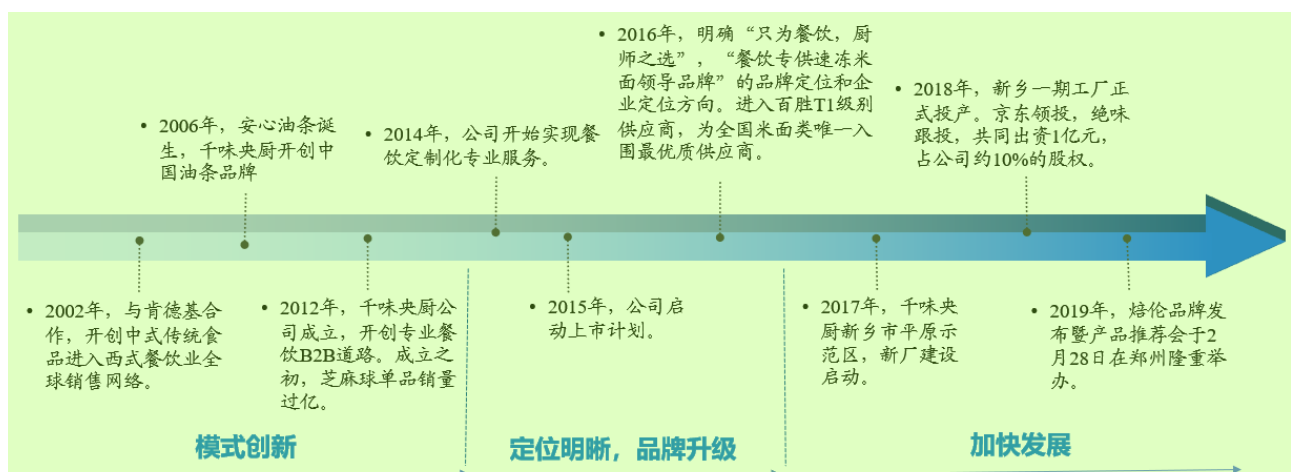 • 2006年，安心油条诞
生，千味央厨开创中
国油条品牌
• 2014年，公司开始实现餐
饮定制化专业服务。
• 2016年，明确“只为餐饮，厨
师之选”，“餐饮专供速冻米
面领导品牌”的品牌定位和企
业定位方向。进入百胜T1级别
供应商，为全国米面类唯一入
围最优质供应商。
• 2018年，新乡一期工厂正
式投产。京东领投，绝味
跟投，共同出资1亿元，
占公司约10%的股权。
• 2002年，与肯德基合
作，开创中式传统食
品进入西式餐饮业全
球销售网络。
• 2012年，千味央厨公
司成立，开创专业餐
饮B2B道路。成立之
初，芝麻球单品销量
过亿。
• 2015年，公司启
动上市计划。
• 2017年，千味央
厨新乡市平原示
范区，新厂建设
启动。
• 2019年，焙伦品牌发
布暨产品推荐会于2
月28日在郑州隆重举
办。
模式创新
定位明晰，品牌升级
加快发展